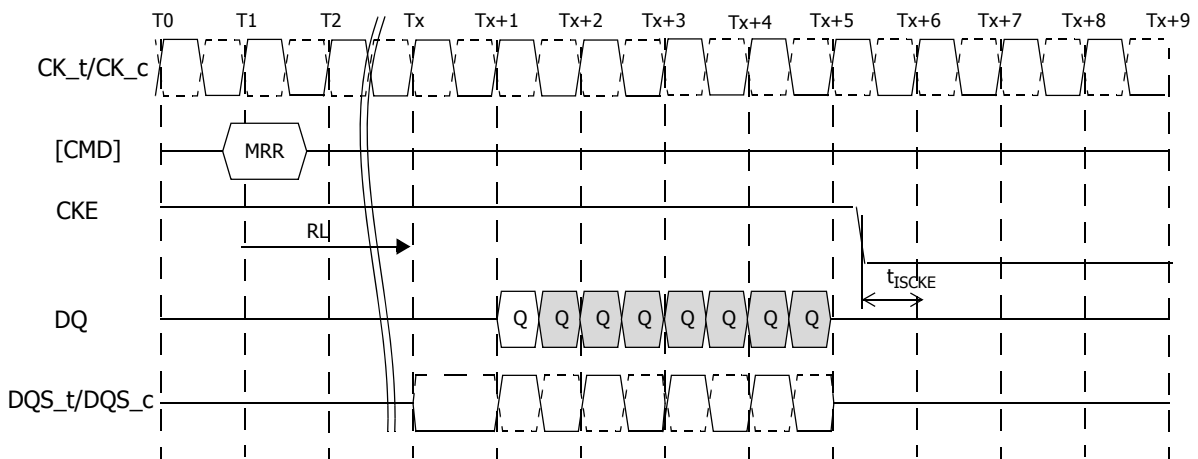 T0 T1 T2 Tx Tx+1 Tx+2 Tx+3 Tx+4 Tx+5 Tx+6 Tx+7 Tx+8 Tx+9
CK_t/CK_c
[CMD] MRR
CKE
RL
tISCKE
DQ Q Q Q Q Q Q Q Q
DQS_t/DQS_c